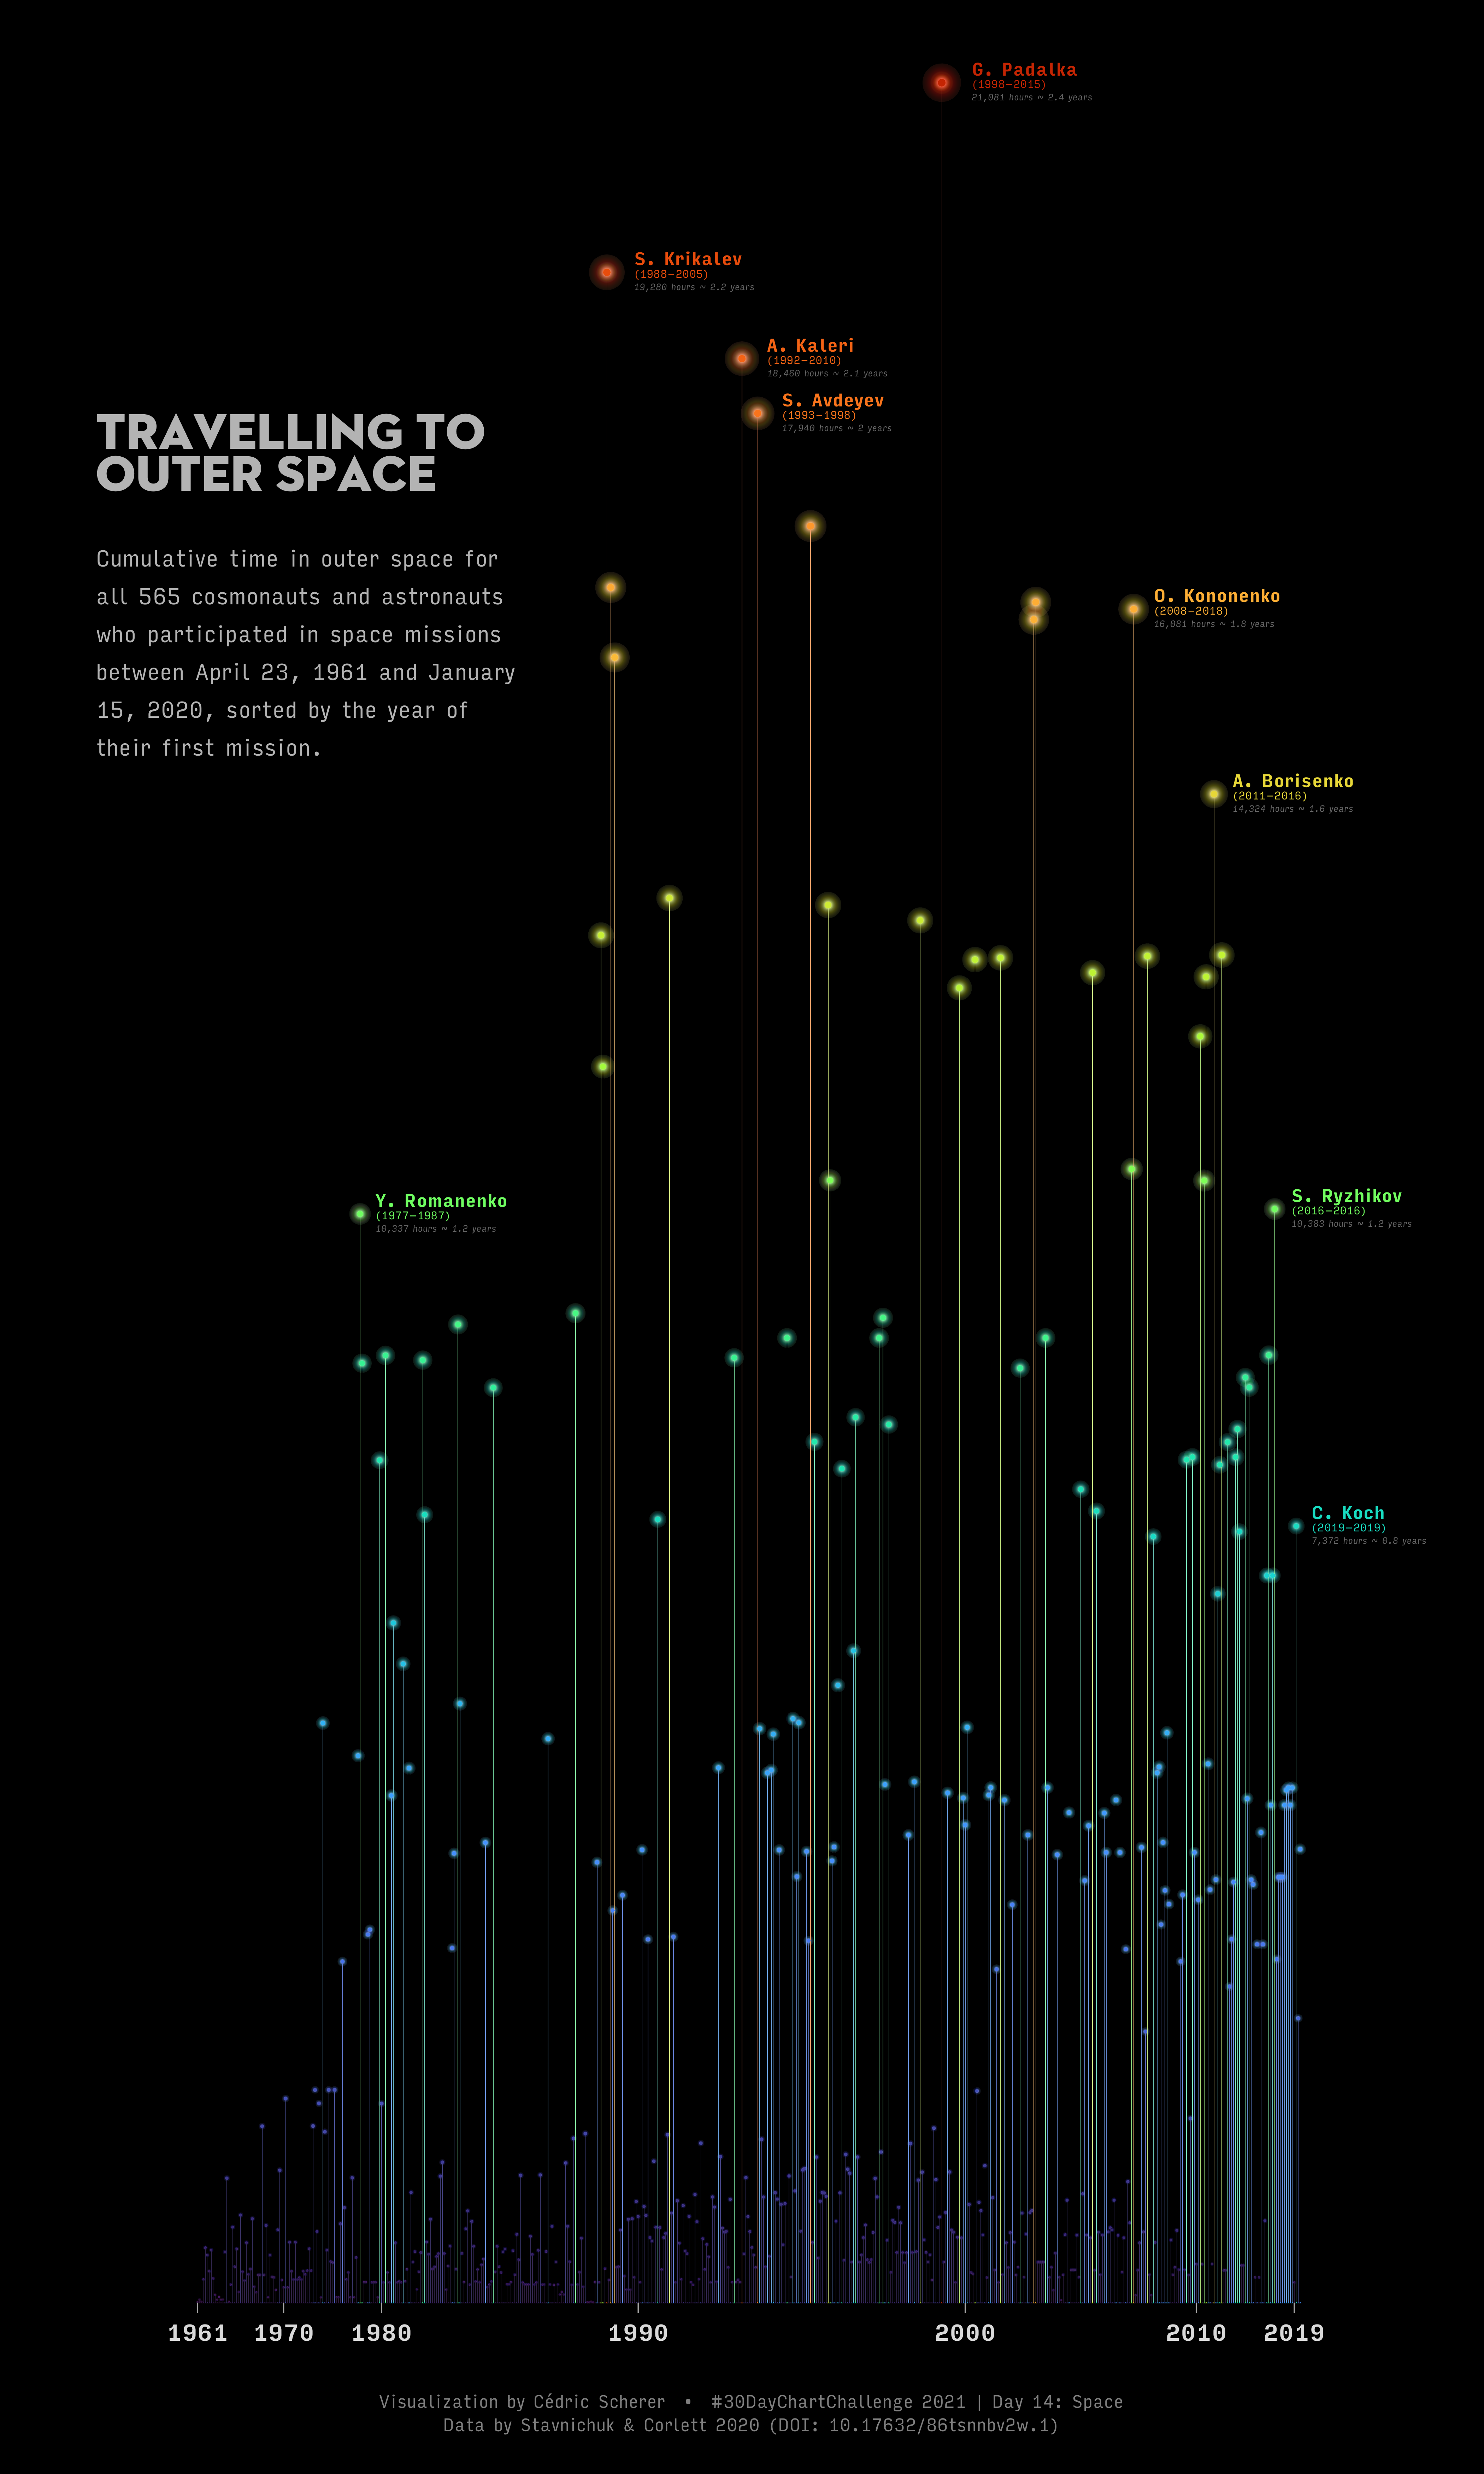 G. Padalka
(1998–2015)
21,081 hours ~ 2.4 years
S. Krikalev
(1988–2005)
19,280 hours ~ 2.2 years
A. Kaleri
(1992–2010)
18,460 hours ~ 2.1 years
S. Avdeyev
(1993–1998)
17,940 hours ~ 2 years
TRAVELLING TO
OUTER SPACE
Cumulative time in outer space for
all 565 cosmonauts and astronauts
who participated in space missions
between April 23, 1961 and January
15, 2020, sorted by the year of
their first mission.
O. Kononenko
(2008–2018)
16,081 hours ~ 1.8 years
A. Borisenko
(2011–2016)
14,324 hours ~ 1.6 years
Y. Romanenko
(1977–1987)
10,337 hours ~ 1.2 years
S. Ryzhikov
(2016–2016)
10,383 hours ~ 1.2 years
C. Koch
(2019–2019)
7,372 hours ~ 0.8 years
1961 1970 1980 1990 2000 2010 2019
Visualization by Cédric Scherer • #30DayChartChallenge 2021 | Day 14: Space
Data by Stavnichuk & Corlett 2020 (DOI: 10.17632/86tsnnbv2w.1)